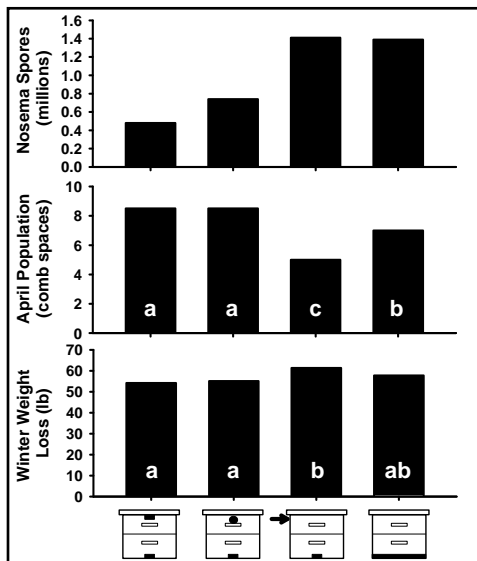 Nosema Spores
(millions)
1.6
1.4
1.2
1.0
0.8
0.6
0.4
0.2
0.0
April Population
(comb spaces)
10
8
6
4
2
0
a a c b
Winter Weight
Loss (lb)
70
60
50
40
30
20
10
0
a a b ab